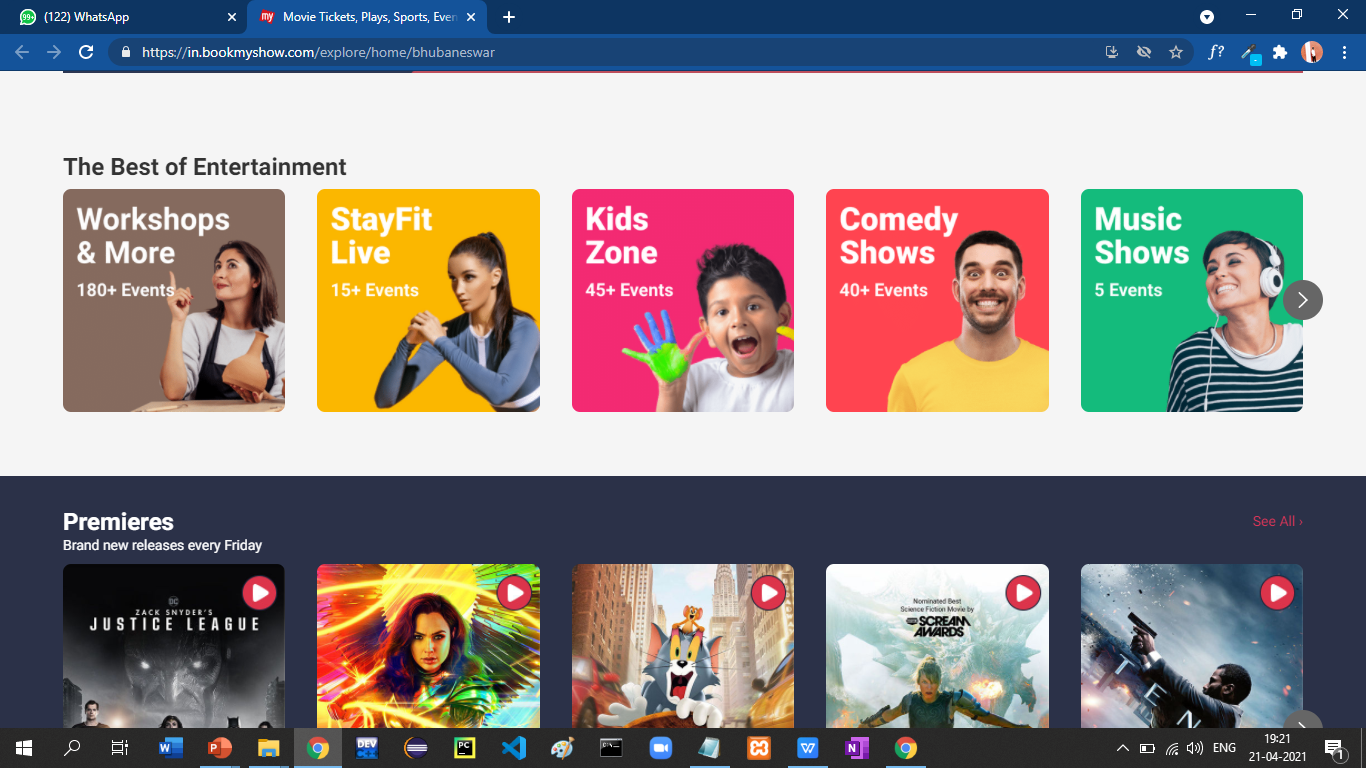 (122) WhatsApp
Movie Tickets, Plays, Sports, Even
https://in.bookmyshow.com/explore/home/bhubaneswar
f?
The Best of Entertainment
Workshops
& More
180+ Events
StayFit
Live
15+ Events
Kids
Zone
45+ Events
Comedy
Shows
40+ Events
Music
Shows
5 Events
Premieres
See All ›
Brand new releases every Friday
DC
ZACK SNYDER'S
JUSTICE LEAGUE
Nominated Best
Science Fiction Movie by
SCREAM
AWARDS
TEN
ENG
19:21
21-04-2021
1